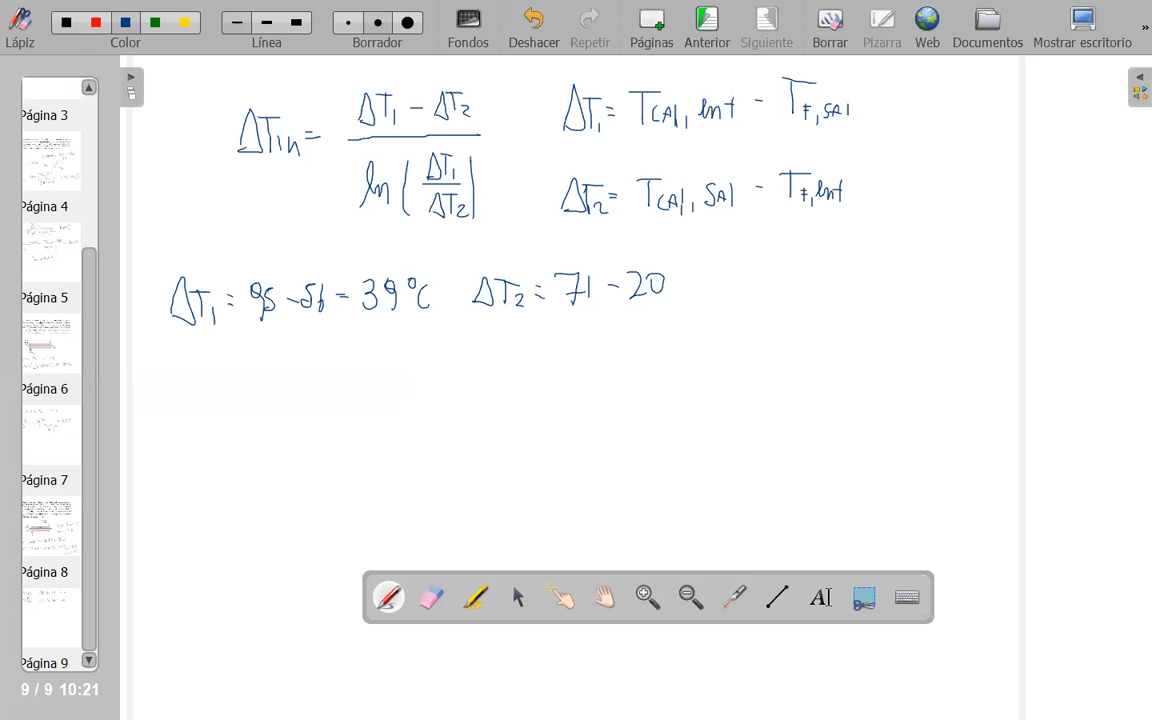 Lápiz Color Línea Borrador Fondos Deshacer Repetir Páginas Anterior Siguiente Borrar Pizarra Web Documentos Mostrar escritorio »
Página 3
Página 4
Página 5
Página 6
Página 7
Página 8
Página 9
9 / 9 10:21
ΔT1n = (ΔT1 − ΔT2) / ln(ΔT1/ΔT2)
ΔT1 = TCAl, ent - TF, SAl
ΔT2 = TCAl, SAl - TF, ent
ΔT1 = 95 - 56 = 39°C ΔT2 = 71 - 20
AI